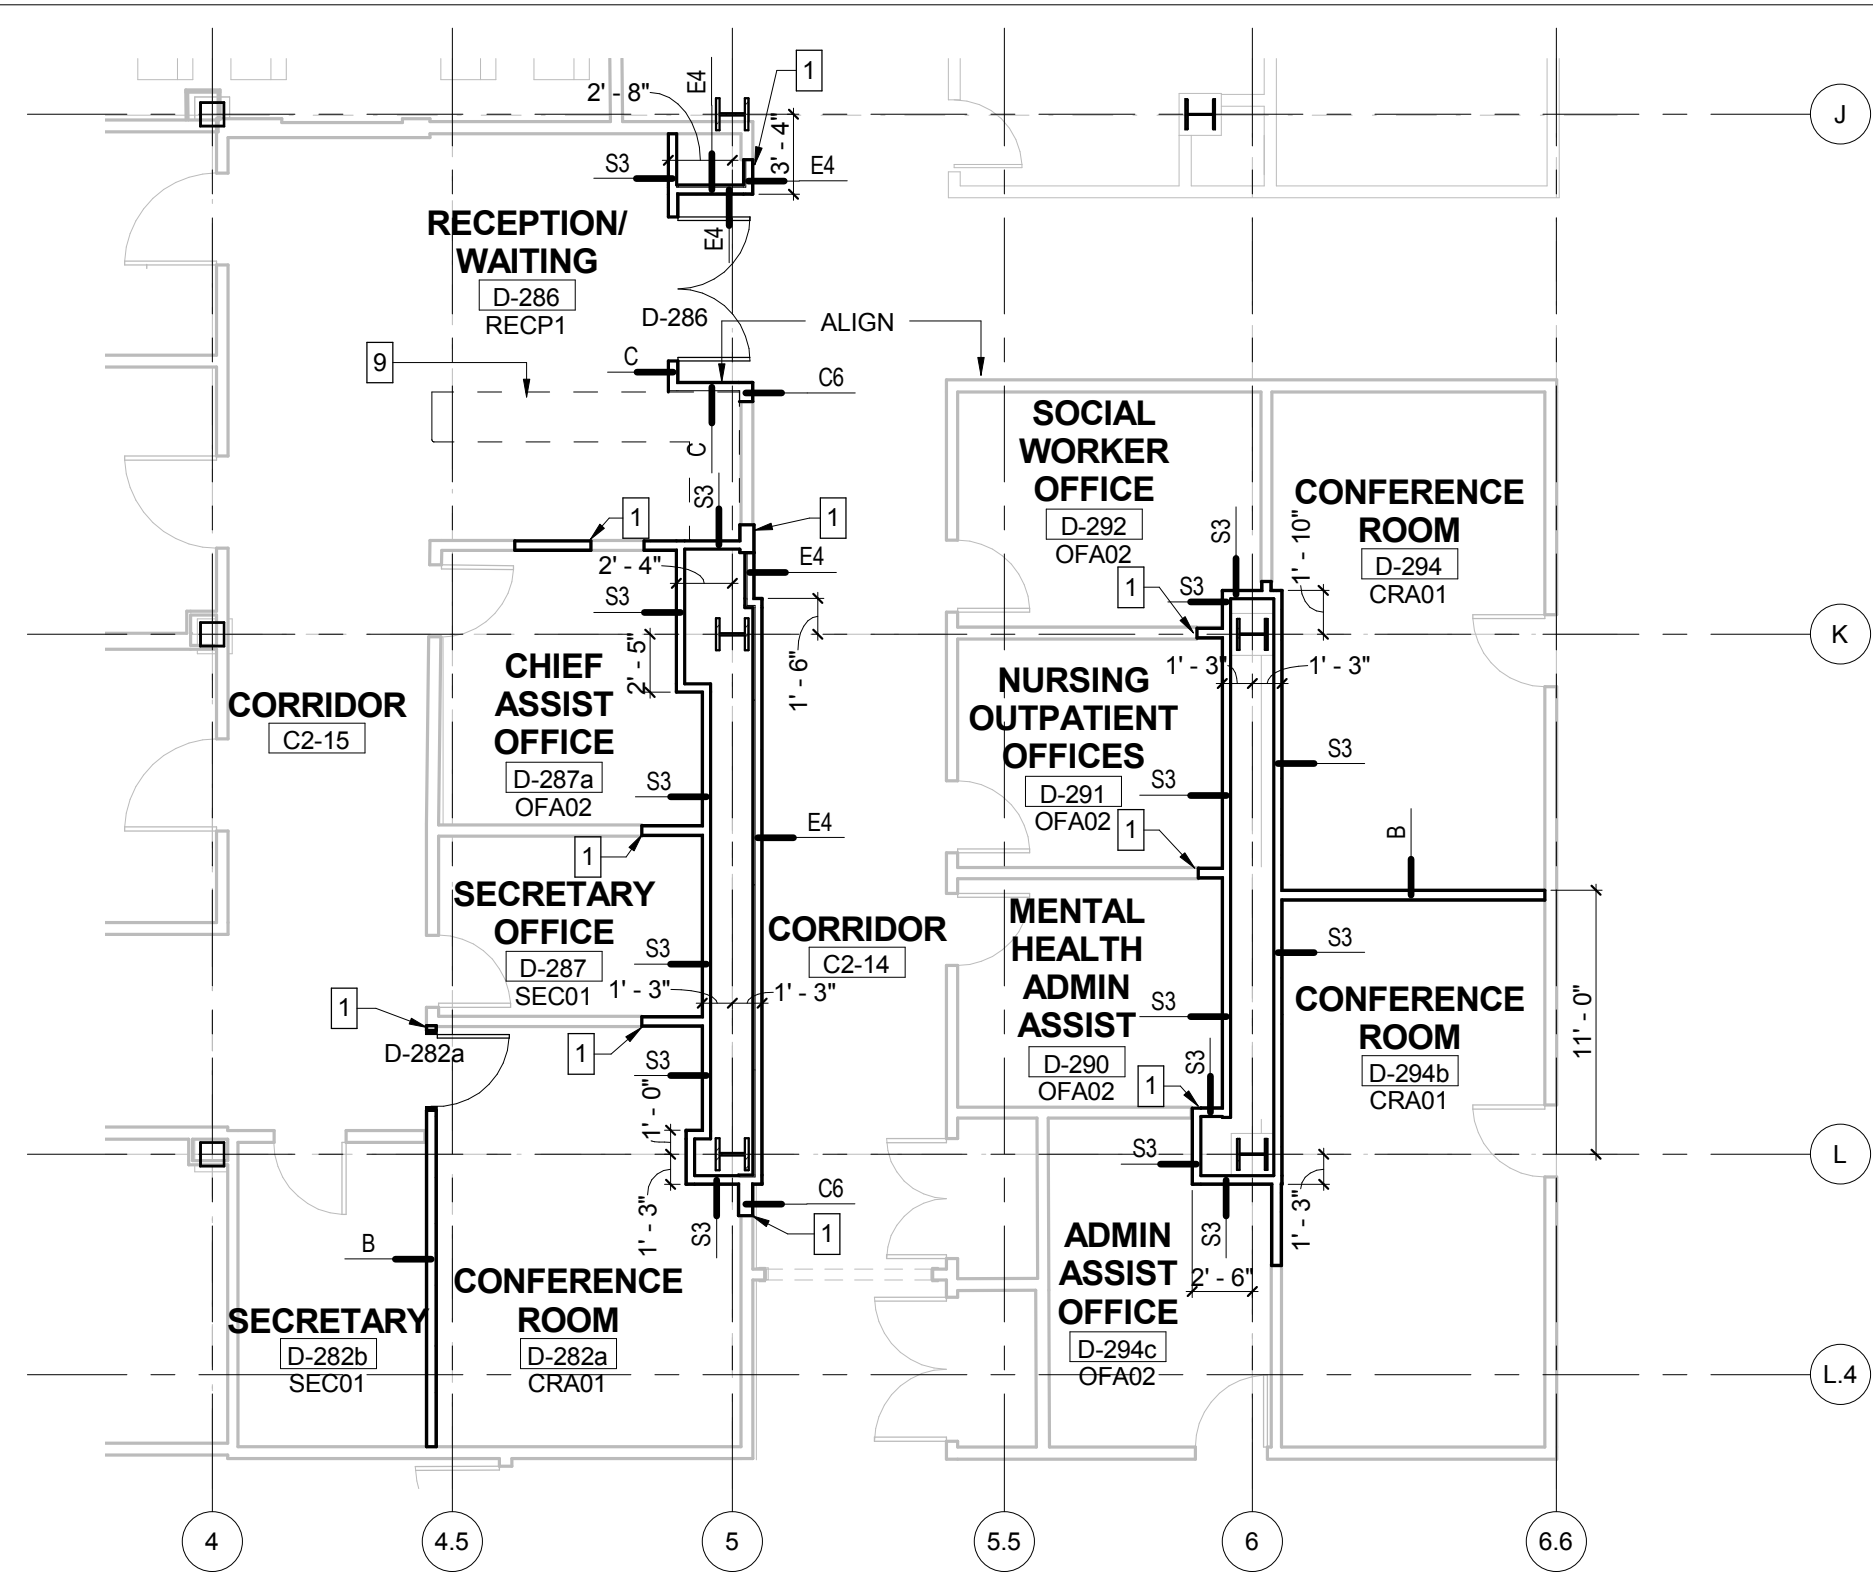 E4
1
2' - 8"
J
3' - 4"
S3
E4
RECEPTION/
WAITING
D-286
RECP1
E4
D-286
ALIGN
9
C
C6
C
SOCIAL
WORKER
OFFICE
D-292
OFA02
CONFERENCE
ROOM
D-294
CRA01
S3
1
1
S3
1' - 10"
2' - 4"
E4
S3
1
S3
K
2' - 5"
1' - 6"
1' - 3"
1' - 3"
CHIEF
ASSIST
OFFICE
D-287a
OFA02
CORRIDOR
C2-15
NURSING
OUTPATIENT
OFFICES
D-291
OFA02
S3
S3
S3
E4
1
B
1
SECRETARY
OFFICE
D-287
SEC01
S3
CORRIDOR
C2-14
MENTAL
HEALTH
ADMIN
ASSIST
D-290
OFA02
S3
1' - 3"
1' - 3"
S3
CONFERENCE
ROOM
D-294b
CRA01
11' - 0"
1
D-282a
1
S3
S3
1
1' - 0"
L
S3
1' - 3"
C6
S3
1
S3
1' - 3"
B
CONFERENCE
ROOM
D-282a
CRA01
SECRETARY
D-282b
SEC01
ADMIN
ASSIST
OFFICE
D-294c
OFA02
2' - 6"
L.4
4
4.5
5
5.5
6
6.6